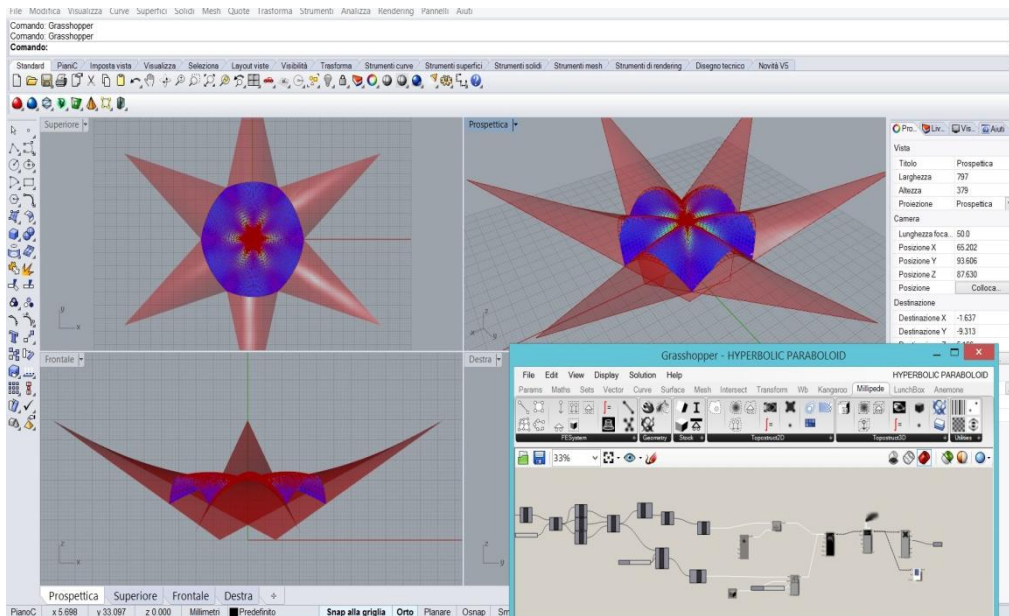 File Modifica Visualizza Curve Superfici Solidi Mesh Quote Trasforma Strumenti Analizza Rendering Pannelli Aiuti
Comando: Grasshopper
Comando: Grasshopper
Comando:
Standard PianiC Imposta vista Visualizza Seleziona Layout viste Visibilità Trasforma Strumenti curve Strumenti superfici Strumenti solidi Strumenti mesh Strumenti di rendering Disegno tecnico Novità V5
Superiore
Prospettica
Pro.. Liv.. Vis.. Aiuti
Vista
Titolo Prospettica
Larghezza 797
Altezza 379
Proiezione Prospettica
Camera
Lunghezza foca... 50.0
Posizione X 65.202
Posizione Y 93.606
Posizione Z 87.630
Posizione Colloca...
Destinazione
Destinazione X -1.637
Destinazione Y -9.313
y
x
z
y
x
Frontale
Destra
z
x
z
Grasshopper - HYPERBOLIC PARABOLOID
File Edit View Display Solution Help HYPERBOLIC PARABOLOID
Params Maths Sets Vector Curve Surface Mesh Intersect Transform Wb Kangaroo Millipede LunchBox Anemone
FESystem Geometry Stock Topostruct2D Topostruct3D Utilities
33%
Prospettica Superiore Frontale Destra
PianoC x 5.698 y 33.097 z 0.000 Millimetri Predefinito Snap alla griglia Orto Planare Osnap